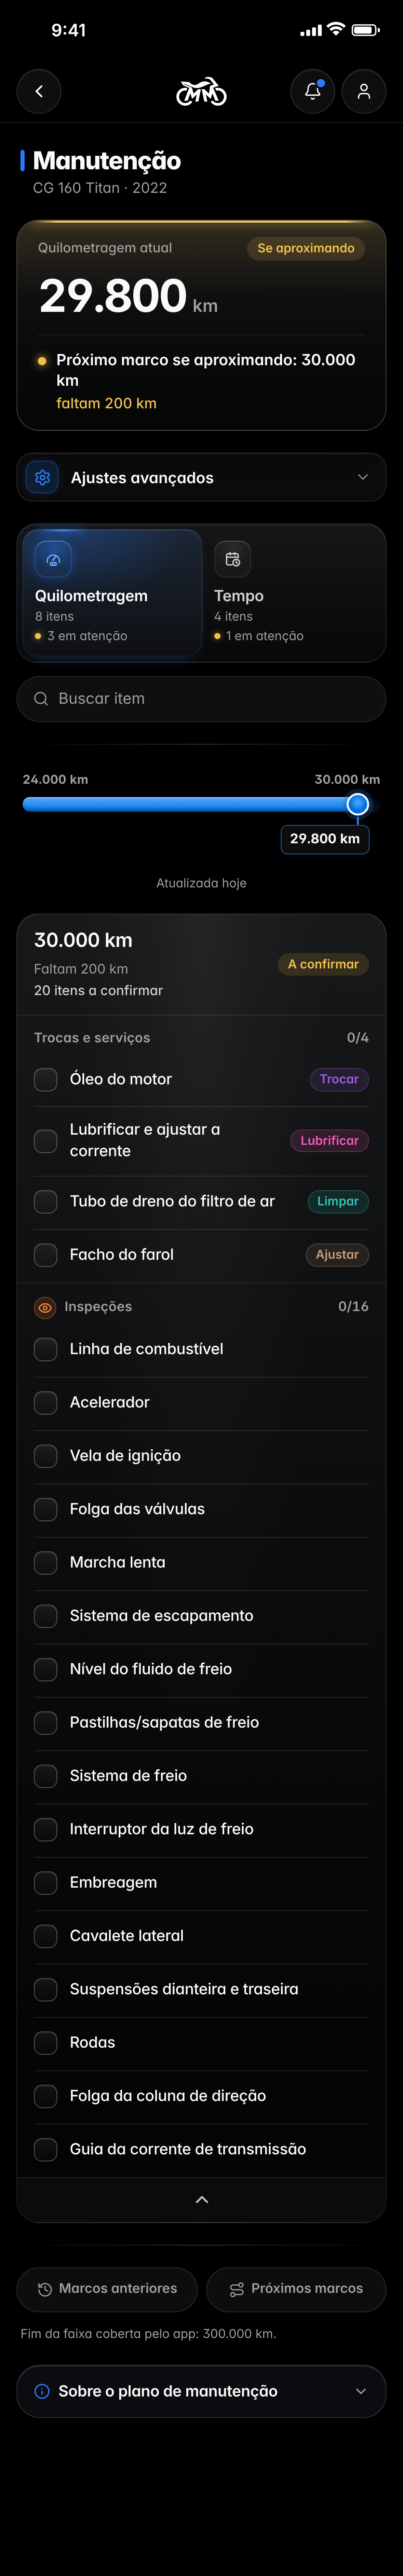 9:41
MM
Manutenção
CG 160 Titan · 2022
Quilometragem atual
Se aproximando
29.800 km
Próximo marco se aproximando: 30.000
km
faltam 200 km
Ajustes avançados
Quilometragem
8 itens
3 em atenção
Tempo
4 itens
1 em atenção
Buscar item
24.000 km
30.000 km
29.800 km
Atualizada hoje
30.000 km
Faltam 200 km
20 itens a confirmar
A confirmar
Trocas e serviços
0/4
Óleo do motor
Trocar
Lubrificar e ajustar a
corrente
Lubrificar
Tubo de dreno do filtro de ar
Limpar
Facho do farol
Ajustar
Inspeções
0/16
Linha de combustível
Acelerador
Vela de ignição
Folga das válvulas
Marcha lenta
Sistema de escapamento
Nível do fluido de freio
Pastilhas/sapatas de freio
Sistema de freio
Interruptor da luz de freio
Embreagem
Cavalete lateral
Suspensões dianteira e traseira
Rodas
Folga da coluna de direção
Guia da corrente de transmissão
Marcos anteriores
Próximos marcos
Fim da faixa coberta pelo app: 300.000 km.
Sobre o plano de manutenção